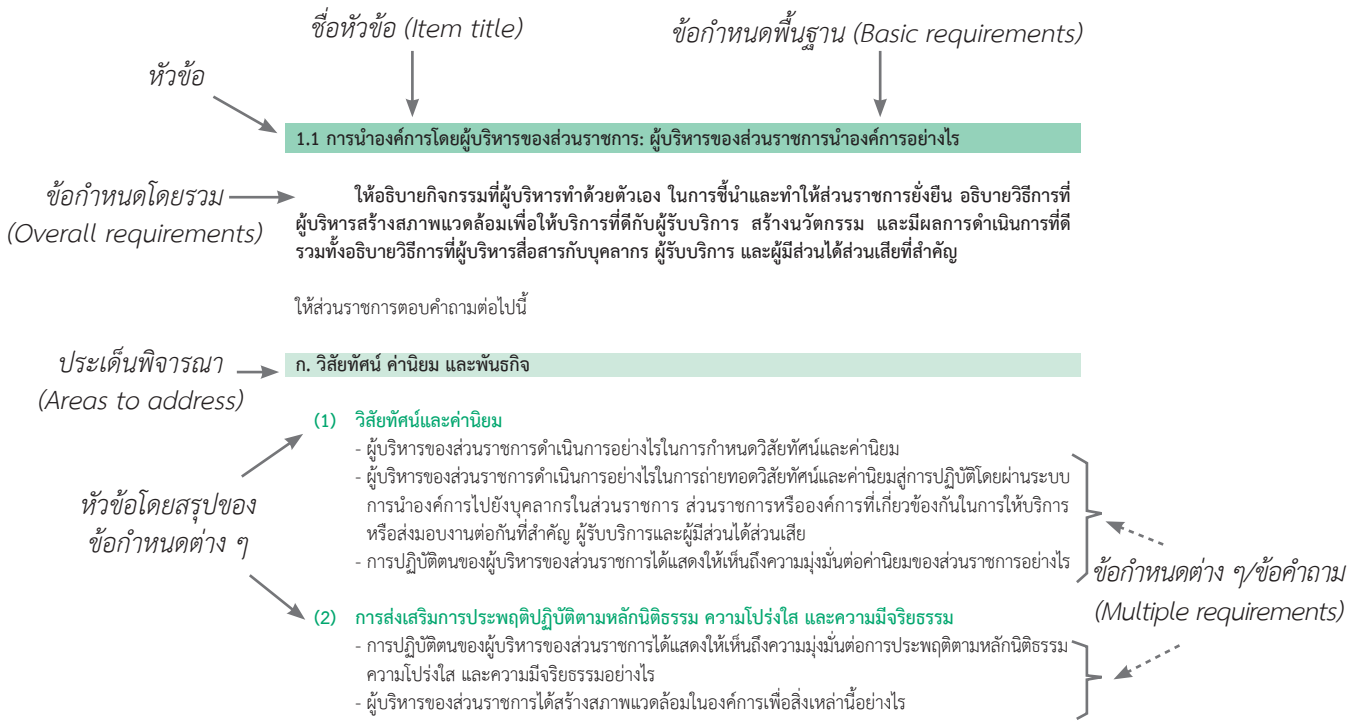 ชื่อหัวข้อ (Item title)
ข้อกำหนดพื้นฐาน (Basic requirements)
หัวข้อ
1.1 การนำองค์การโดยผู้บริหารของส่วนราชการ: ผู้บริหารของส่วนราชการนำองค์การอย่างไร
ข้อกำหนดโดยรวม
(Overall requirements)
ให้อธิบายกิจกรรมที่ผู้บริหารทำด้วยตัวเอง ในการชี้นำและทำให้ส่วนราชการยั่งยืน อธิบายวิธีการที่
ผู้บริหารสร้างสภาพแวดล้อมเพื่อให้บริการที่ดีกับผู้รับบริการ สร้างนวัตกรรม และมีผลการดำเนินการที่ดี
รวมทั้งอธิบายวิธีการที่ผู้บริหารสื่อสารกับบุคลากร ผู้รับบริการ และผู้มีส่วนได้ส่วนเสียที่สำคัญ
ให้ส่วนราชการตอบคำถามต่อไปนี้
ประเด็นพิจารณา
(Areas to address)
ก. วิสัยทัศน์ ค่านิยม และพันธกิจ
(1) วิสัยทัศน์และค่านิยม
- ผู้บริหารของส่วนราชการดำเนินการอย่างไรในการกำหนดวิสัยทัศน์และค่านิยม
- ผู้บริหารของส่วนราชการดำเนินการอย่างไรในการถ่ายทอดวิสัยทัศน์และค่านิยมสู่การปฏิบัติโดยผ่านระบบ
การนำองค์การไปยังบุคลากรในส่วนราชการ ส่วนราชการหรือองค์การที่เกี่ยวข้องกันในการให้บริการ
หรือส่งมอบงานต่อกันที่สำคัญ ผู้รับบริการและผู้มีส่วนได้ส่วนเสีย
- การปฏิบัติตนของผู้บริหารของส่วนราชการได้แสดงให้เห็นถึงความมุ่งมั่นต่อค่านิยมของส่วนราชการอย่างไร
หัวข้อโดยสรุปของ
ข้อกำหนดต่าง ๆ
ข้อกำหนดต่าง ๆ/ข้อคำถาม
(Multiple requirements)
(2) การส่งเสริมการประพฤติปฏิบัติตามหลักนิติธรรม ความโปร่งใส และความมีจริยธรรม
- การปฏิบัติตนของผู้บริหารของส่วนราชการได้แสดงให้เห็นถึงความมุ่งมั่นต่อการประพฤติตามหลักนิติธรรม
ความโปร่งใส และความมีจริยธรรมอย่างไร
- ผู้บริหารของส่วนราชการได้สร้างสภาพแวดล้อมในองค์การเพื่อสิ่งเหล่านี้อย่างไร